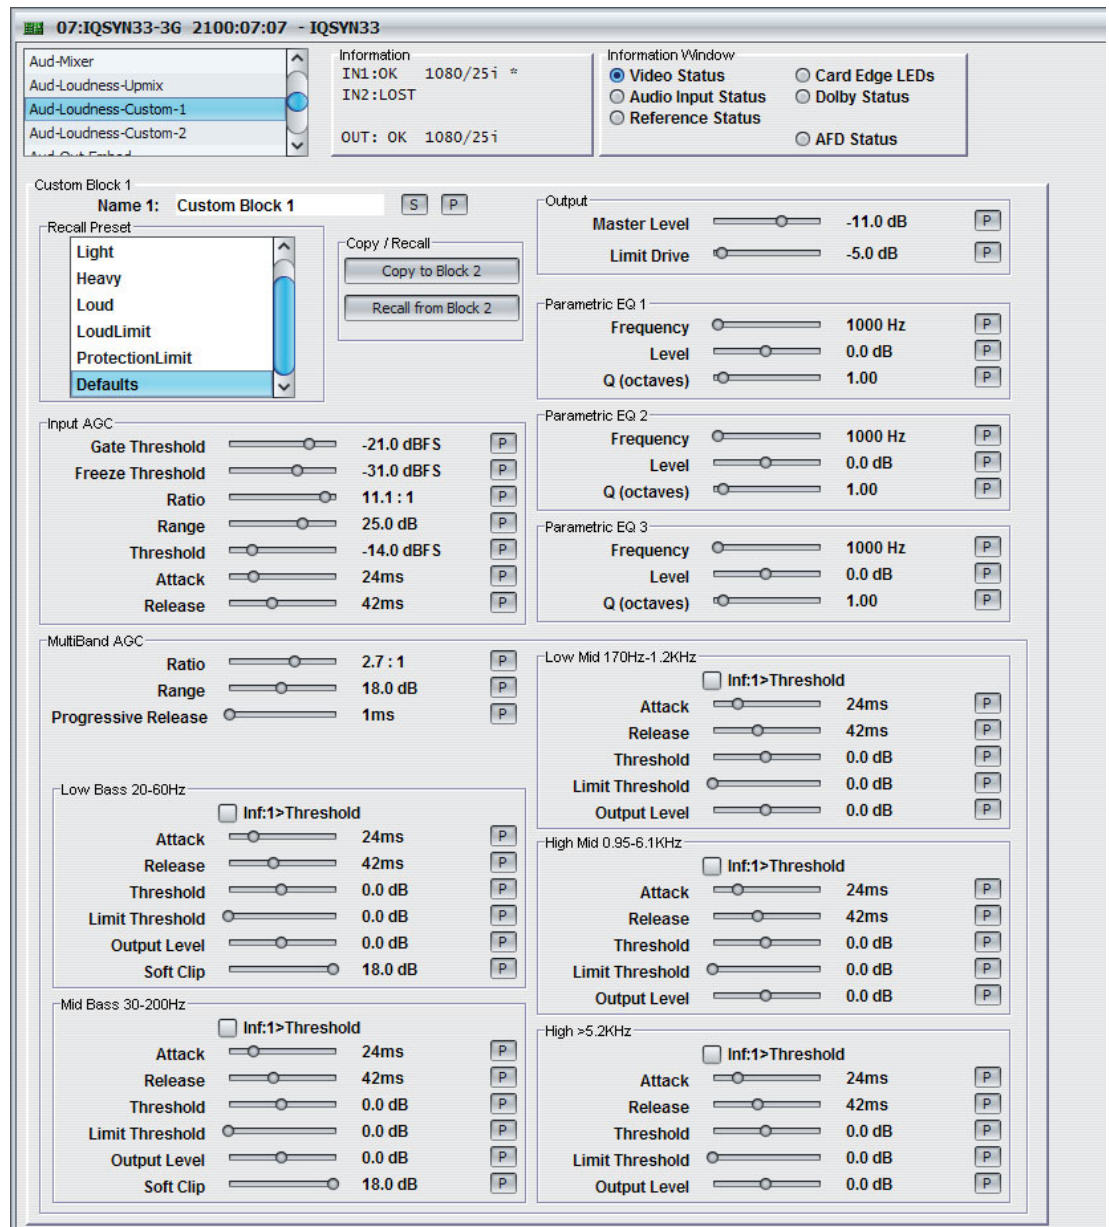 07:IQSYN33-3G 2100:07:07 - IQSYN33
Aud-Mixer
Aud-Loudness-Upmix
Aud-Loudness-Custom-1
Aud-Loudness-Custom-2
Aud-Out-Embed
Information
IN1:OK 1080/25i *
IN2:LOST
OUT: OK 1080/25i
Information Window
Video Status
Card Edge LEDs
Audio Input Status
Dolby Status
Reference Status
AFD Status
Custom Block 1
Name 1: Custom Block 1 S P
Recall Preset
Light
Heavy
Loud
LoudLimit
ProtectionLimit
Defaults
Copy / Recall
Copy to Block 2
Recall from Block 2
Output
Master Level -11.0 dB P
Limit Drive -5.0 dB P
Parametric EQ 1
Frequency 1000 Hz P
Level 0.0 dB P
Q (octaves) 1.00 P
Input AGC
Gate Threshold -21.0 dBFS P
Freeze Threshold -31.0 dBFS P
Ratio 11.1 : 1 P
Range 25.0 dB P
Threshold -14.0 dBFS P
Attack 24ms P
Release 42ms P
Parametric EQ 2
Frequency 1000 Hz P
Level 0.0 dB P
Q (octaves) 1.00 P
Parametric EQ 3
Frequency 1000 Hz P
Level 0.0 dB P
Q (octaves) 1.00 P
MultiBand AGC
Ratio 2.7 : 1 P
Range 18.0 dB P
Progressive Release 1ms P
Low Bass 20-60Hz
Inf:1>Threshold
Attack 24ms P
Release 42ms P
Threshold 0.0 dB P
Limit Threshold 0.0 dB P
Output Level 0.0 dB P
Soft Clip 18.0 dB P
Mid Bass 30-200Hz
Inf:1>Threshold
Attack 24ms P
Release 42ms P
Threshold 0.0 dB P
Limit Threshold 0.0 dB P
Output Level 0.0 dB P
Soft Clip 18.0 dB P
Low Mid 170Hz-1.2KHz
Inf:1>Threshold
Attack 24ms P
Release 42ms P
Threshold 0.0 dB P
Limit Threshold 0.0 dB P
Output Level 0.0 dB P
High Mid 0.95-6.1KHz
Inf:1>Threshold
Attack 24ms P
Release 42ms P
Threshold 0.0 dB P
Limit Threshold 0.0 dB P
Output Level 0.0 dB P
High >5.2KHz
Inf:1>Threshold
Attack 24ms P
Release 42ms P
Threshold 0.0 dB P
Limit Threshold 0.0 dB P
Output Level 0.0 dB P